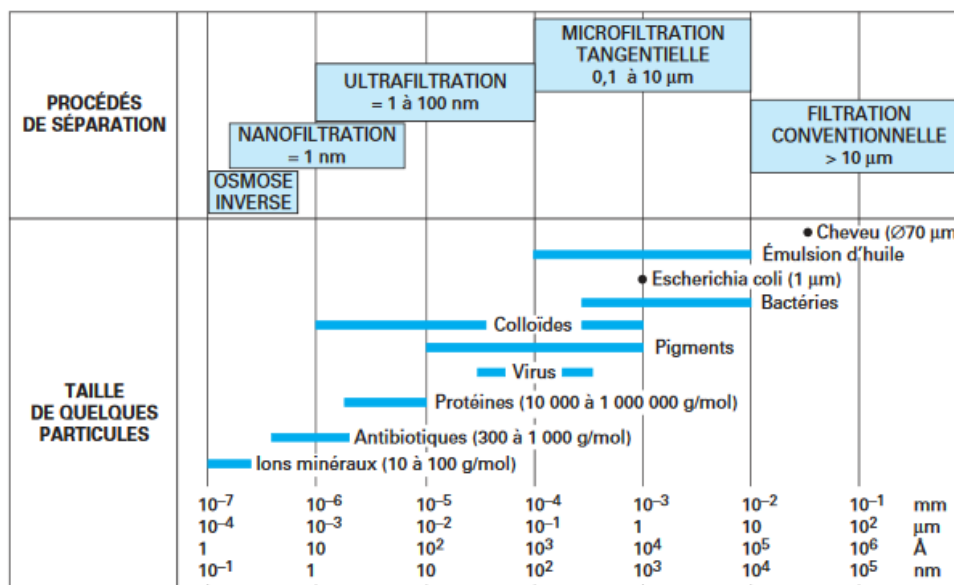 PROCÉDÉS
DE SÉPARATION
MICROFILTRATION
TANGENTIELLE
0,1 à 10 µm
ULTRAFILTRATION
= 1 à 100 nm
NANOFILTRATION
= 1 nm
OSMOSE
INVERSE
FILTRATION
CONVENTIONNELLE
> 10 µm
TAILLE
DE QUELQUES
PARTICULES
Cheveu (∅70 µm
Émulsion d’huile
Escherichia coli (1 µm)
Bactéries
Colloïdes
Pigments
Virus
Protéines (10 000 à 1 000 000 g/mol)
Antibiotiques (300 à 1 000 g/mol)
Ions minéraux (10 à 100 g/mol)
10⁻⁷ 10⁻⁶ 10⁻⁵ 10⁻⁴ 10⁻³ 10⁻² 10⁻¹ mm
10⁻⁴ 10⁻³ 10⁻² 10⁻¹ 1 10 10² µm
1 10 10² 10³ 10⁴ 10⁵ 10⁶ Å
10⁻¹ 1 10 10² 10³ 10⁴ 10⁵ nm